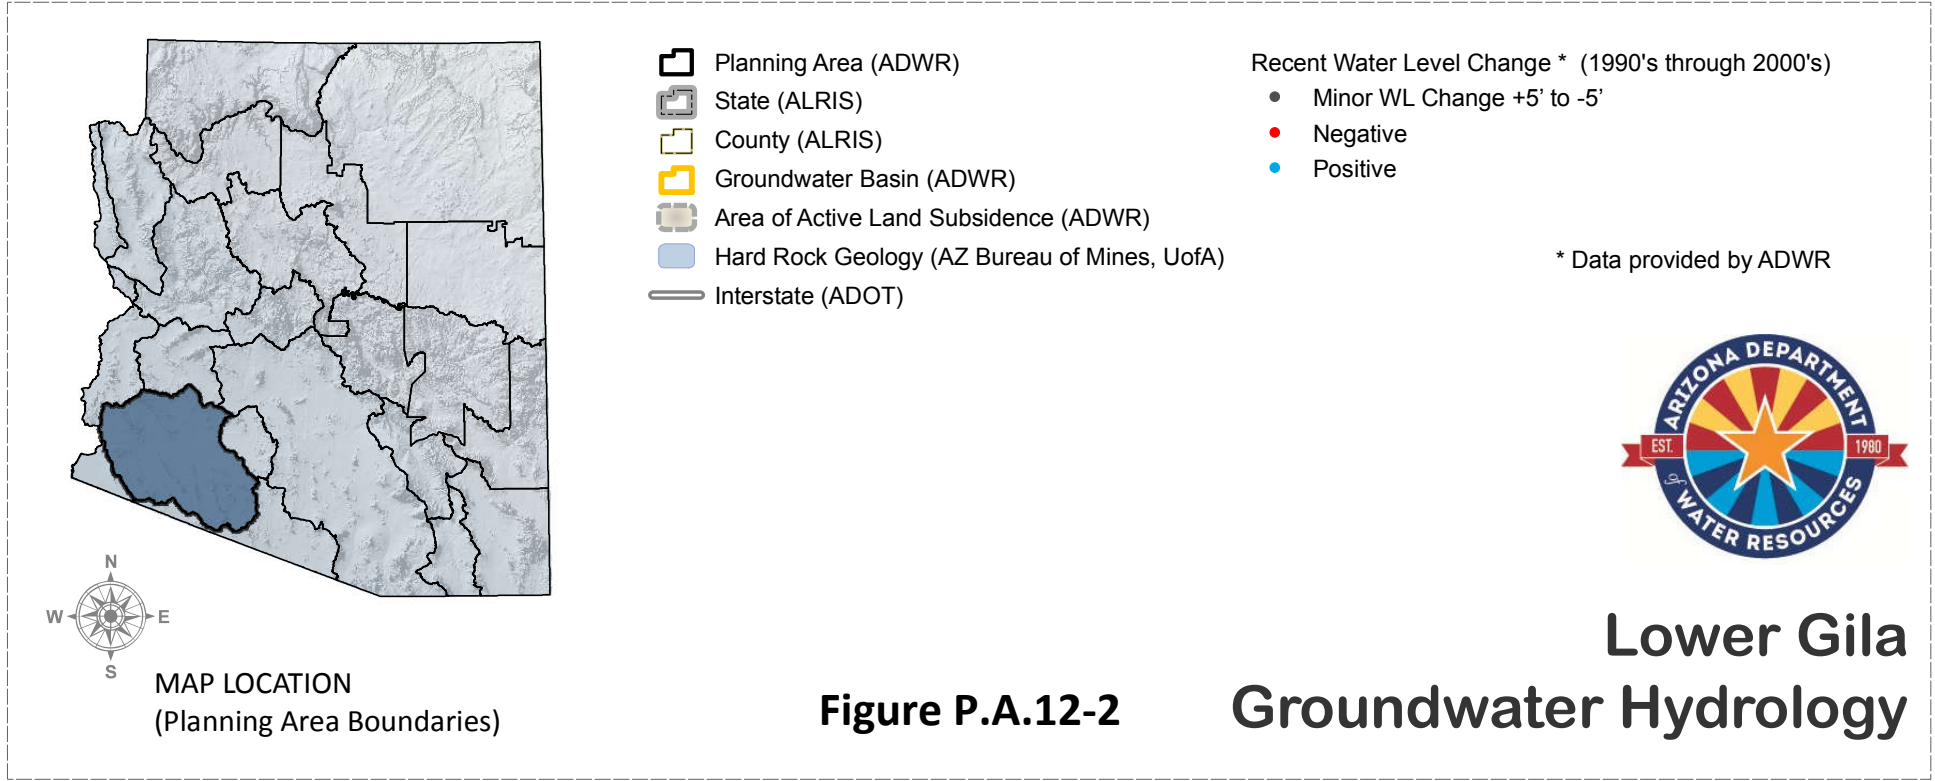 Planning Area (ADWR)
State (ALRIS)
County (ALRIS)
Groundwater Basin (ADWR)
Area of Active Land Subsidence (ADWR)
Hard Rock Geology (AZ Bureau of Mines, UofA)
Interstate (ADOT)
Recent Water Level Change * (1990's through 2000's)
Minor WL Change +5’ to -5’
Negative
Positive
* Data provided by ADWR
ARIZONA DEPARTMENT
EST. 1980
of WATER RESOURCES
N
W E
S
MAP LOCATION
(Planning Area Boundaries)
Figure P.A.12-2
Lower Gila
Groundwater Hydrology